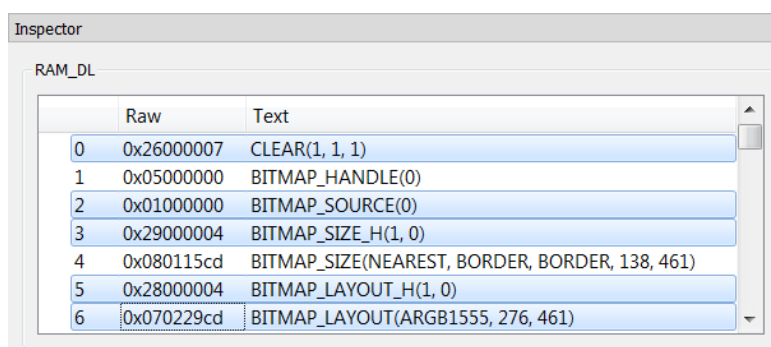 Inspector
RAM_DL
Raw Text
0 0x26000007 CLEAR(1, 1, 1)
1 0x05000000 BITMAP_HANDLE(0)
2 0x01000000 BITMAP_SOURCE(0)
3 0x29000004 BITMAP_SIZE_H(1, 0)
4 0x080115cd BITMAP_SIZE(NEAREST, BORDER, BORDER, 138, 461)
5 0x28000004 BITMAP_LAYOUT_H(1, 0)
6 0x070229cd BITMAP_LAYOUT(ARGB1555, 276, 461)